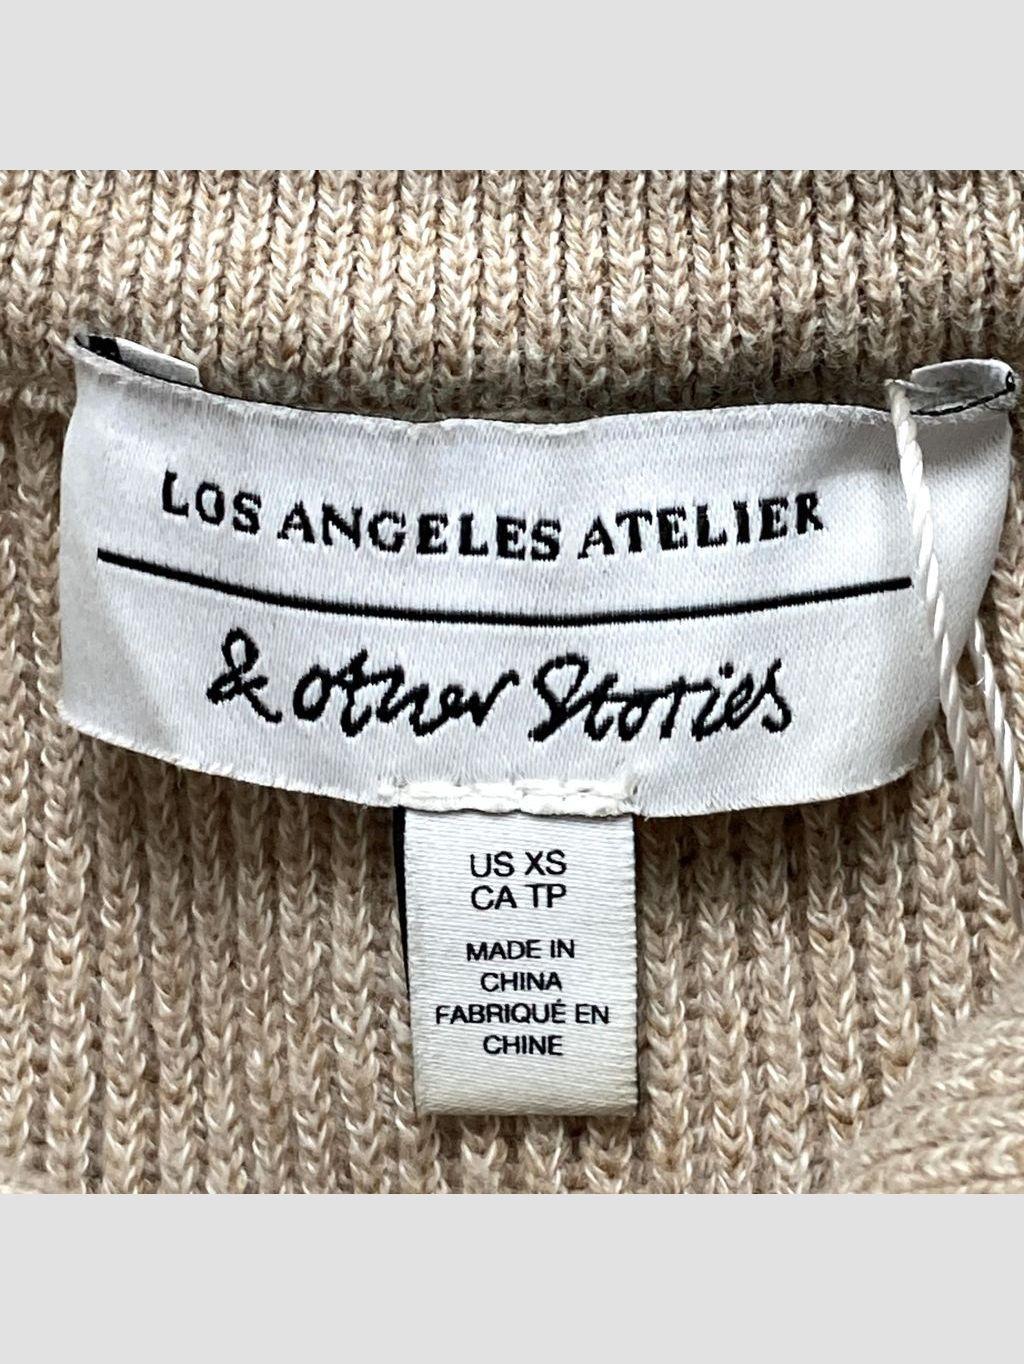 LOS ANGELES ATELIER
& other Stories
US XS
CA TP
MADE IN
CHINA
FABRIQUÉ EN
CHINE